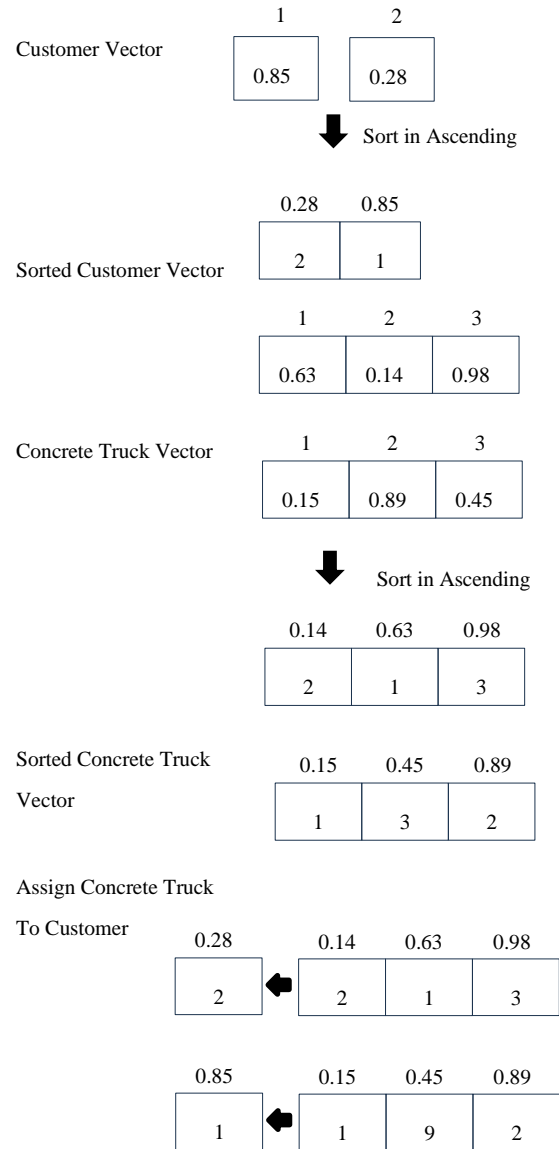 1 2
Customer Vector
0.85 0.28
Sort in Ascending
0.28 0.85
2 1
Sorted Customer Vector
1 2 3
0.63 0.14 0.98
Concrete Truck Vector
1 2 3
0.15 0.89 0.45
Sort in Ascending
0.14 0.63 0.98
2 1 3
Sorted Concrete Truck
Vector
0.15 0.45 0.89
1 3 2
Assign Concrete Truck
To Customer
0.28 0.14 0.63 0.98
2 2 1 3
0.85 0.15 0.45 0.89
1 1 9 2